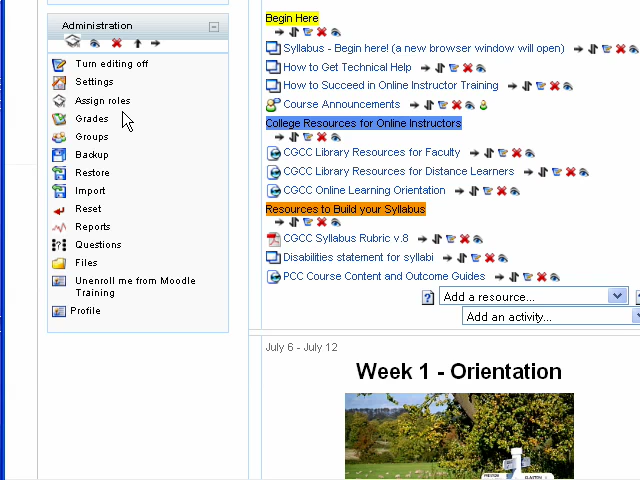 Administration
Turn editing off
Settings
Assign roles
Grades
Groups
Backup
Restore
Import
Reset
Reports
Questions
Files
Unenroll me from Moodle
Training
Profile
Begin Here
Syllabus - Begin here! (a new browser window will open)
How to Get Technical Help
How to Succeed in Online Instructor Training
Course Announcements
College Resources for Online Instructors
CGCC Library Resources for Faculty
CGCC Library Resources for Distance Learners
CGCC Online Learning Orientation
Resources to Build your Syllabus
CGCC Syllabus Rubric v.8
Disabilities statement for syllabi
PCC Course Content and Outcome Guides
Add a resource...
Add an activity...
July 6 - July 12
Week 1 - Orientation